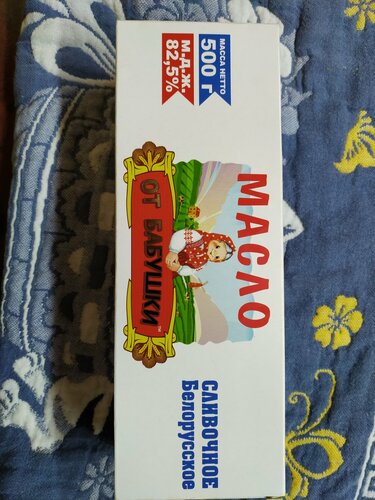 МАССА НЕТТО
500 г
М.Д.Ж.
82,5%
МАСЛО
ОТ БАБУШКИ
СЛИВОЧНОЕ
Белорусское